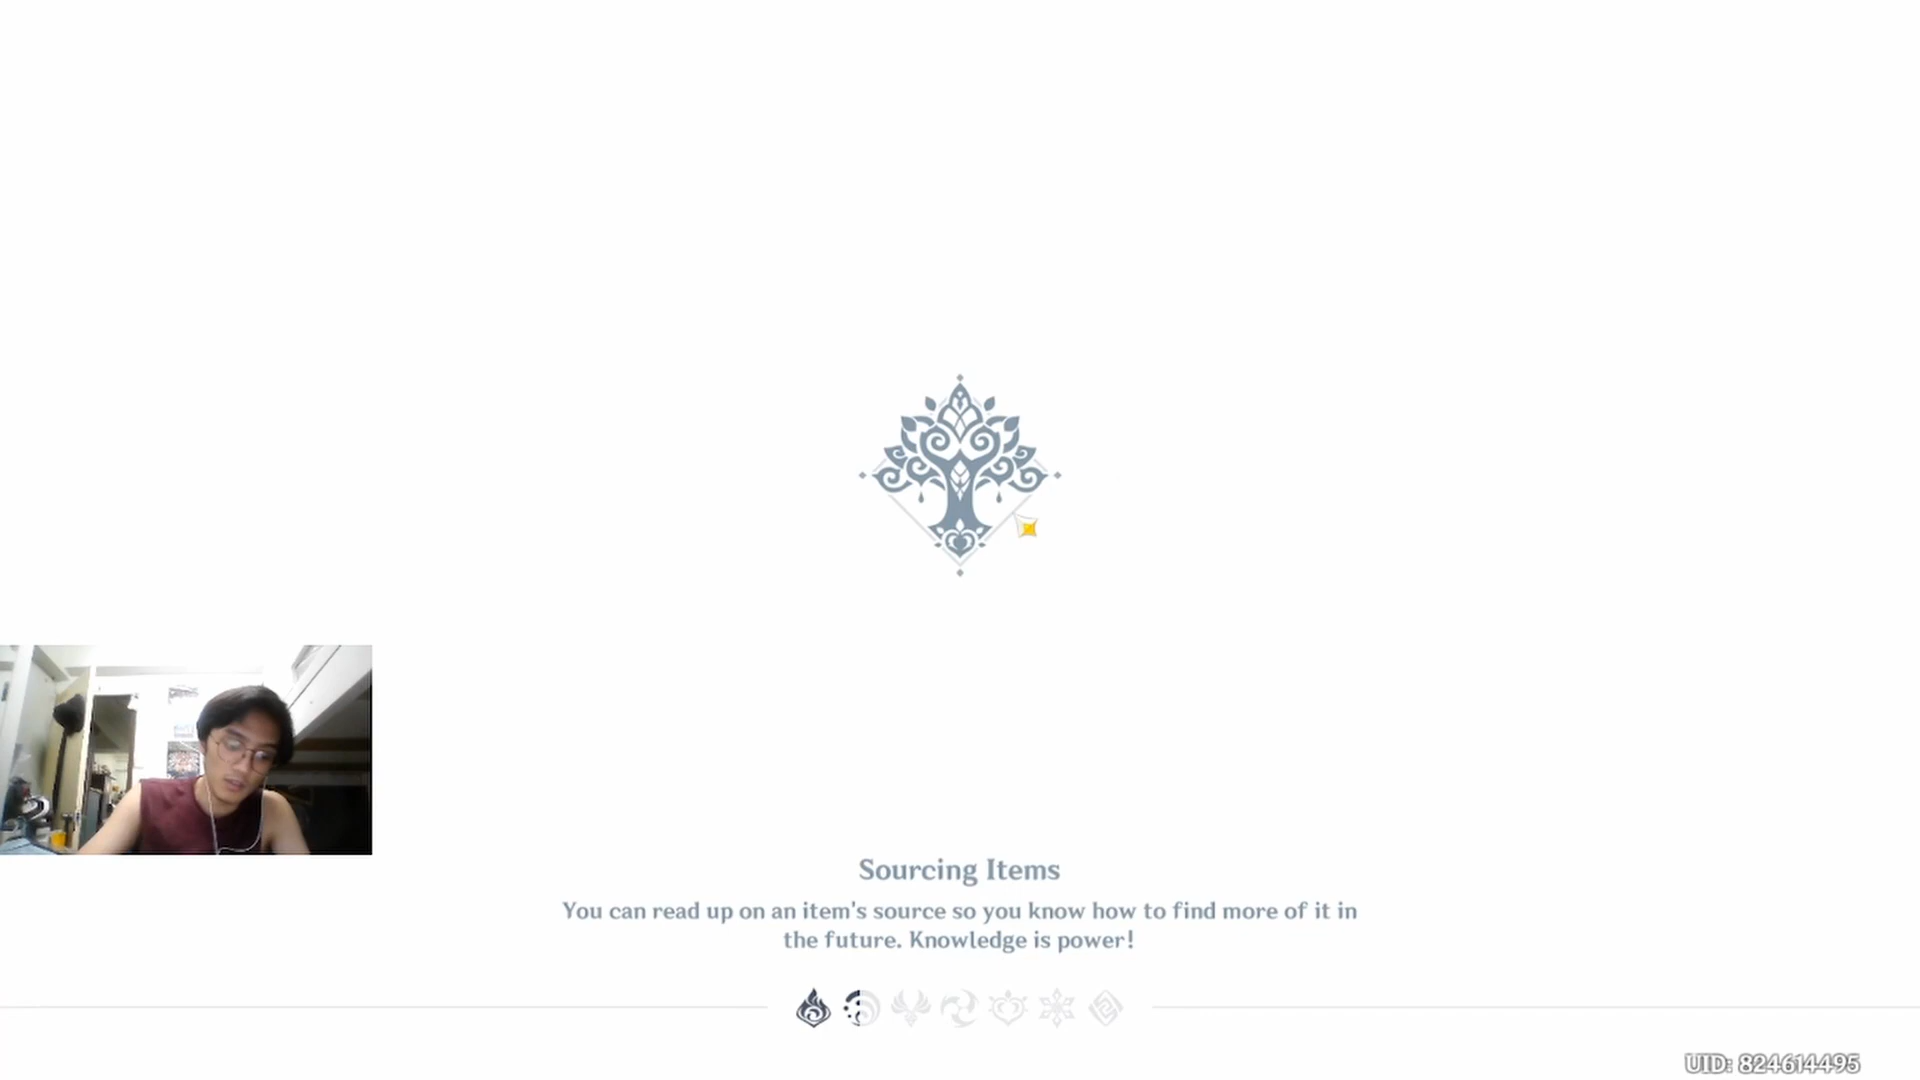 Sourcing Items
You can read up on an item's source so you know how to find more of it in
the future. Knowledge is power!
UID: 824614495